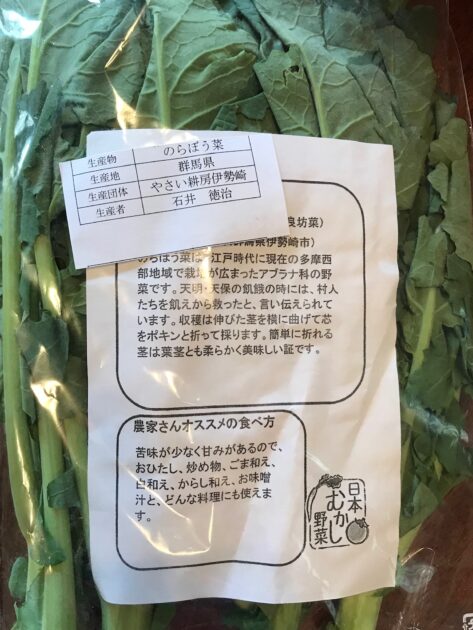 生産物 のらぼう菜
生産地 群馬県
生産団体 やさい耕房伊勢崎
生産者 石井 徳治
良坊菜)
県伊勢崎市)
のらぼう菜は、江戸時代に現在の多摩西
部地域で栽培が広まったアブラナ科の野
菜です。天明・天保の飢餓の時には、村人
たちを飢えから救ったと、言い伝えられて
います。収穫は伸びた茎を横に曲げて芯
をポキンと折って採ります。簡単に折れる
茎は葉茎とも柔らかく美味しい証です。
農家さんオススメの食べ方
苦味が少なく甘みがあるので、
おひたし、炒め物、ごま和え、
白和え、からし和え、お味噌
汁と、どんな料理にも使えま
す。
日本
むかし
野菜